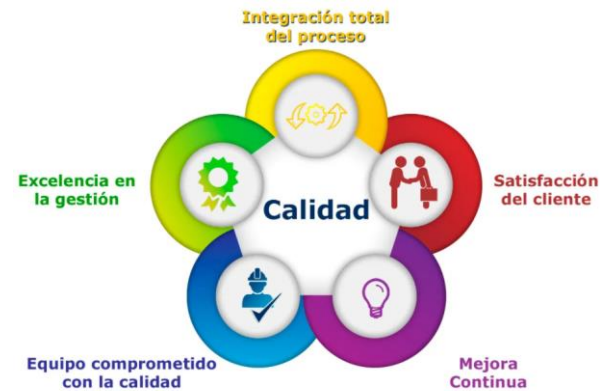 Integración total
del proceso
Excelencia en
la gestión
Calidad
Satisfacción
del cliente
Equipo comprometido
con la calidad
Mejora
Continua